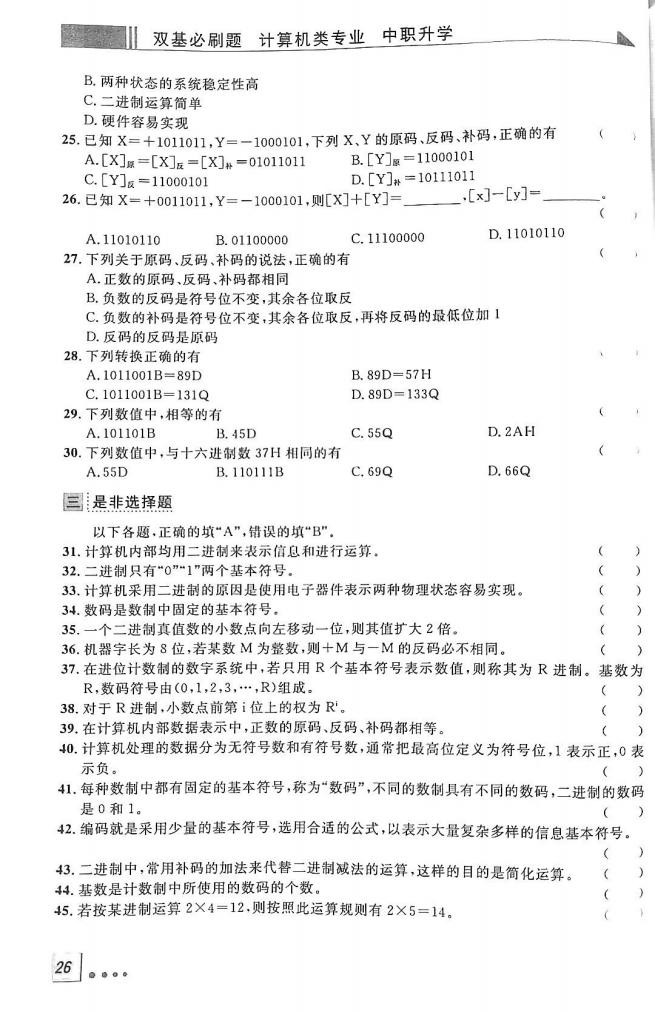 双基必刷题 计算机类专业 中职升学
B. 两种状态的系统稳定性高
C. 二进制运算简单
D. 硬件容易实现
25. 已知 X=+1011011,Y=-1000101,下列 X、Y 的原码、反码、补码,正确的有 ( )
A.[X]原=[X]反=[X]补=01011011 B.[Y]原=11000101
C.[Y]反=11000101 D.[Y]补=10111011
26. 已知 X=+0011011,Y=-1000101,则[X]+[Y]=______,[x]-[y]=______。
( )
A.11010110 B.01100000 C.11100000 D.11010110
27. 下列关于原码、反码、补码的说法,正确的有 ( )
A. 正数的原码、反码、补码都相同
B. 负数的反码是符号位不变,其余各位取反
C. 负数的补码是符号位不变,其余各位取反,再将反码的最低位加 1
D. 反码的反码是原码
28. 下列转换正确的有 ( )
A.1011001B=89D B.89D=57H
C.1011001B=131Q D.89D=133Q
29. 下列数值中,相等的有 ( )
A.101101B B.45D C.55Q D.2AH
30. 下列数值中,与十六进制数 37H 相同的有 ( )
A.55D B.110111B C.69Q D.66Q
三 是非选择题
以下各题,正确的填“A”,错误的填“B”。
31. 计算机内部均用二进制来表示信息和进行运算。 ( )
32. 二进制只有“0”“1”两个基本符号。 ( )
33. 计算机采用二进制的原因是使用电子器件表示两种物理状态容易实现。 ( )
34. 数码是数制中固定的基本符号。 ( )
35. 一个二进制真值数的小数点向左移动一位,则其值扩大 2 倍。 ( )
36. 机器字长为 8 位,若某数 M 为整数,则+M 与-M 的反码必不相同。 ( )
37. 在进位计数制的数字系统中,若只用 R 个基本符号表示数值,则称其为 R 进制。基数为
R,数码符号由(0,1,2,3,…,R)组成。 ( )
38. 对于 R 进制,小数点前第 i 位上的权为 Rⁱ。 ( )
39. 在计算机内部数据表示中,正数的原码、反码、补码都相等。 ( )
40. 计算机处理的数据分为无符号数和有符号数,通常把最高位定义为符号位,1 表示正,0 表
示负。 ( )
41. 每种数制中都有固定的基本符号,称为“数码”,不同的数制具有不同的数码,二进制的数码
是 0 和 1。 ( )
42. 编码就是采用少量的基本符号,选用合适的公式,以表示大量复杂多样的信息基本符号。
( )
43. 二进制中,常用补码的加法来代替二进制减法的运算,这样的目的是简化运算。 ( )
44. 基数是计数制中所使用的数码的个数。 ( )
45. 若按某进制运算 2×4=12,则按照此运算规则有 2×5=14。 ( )
26